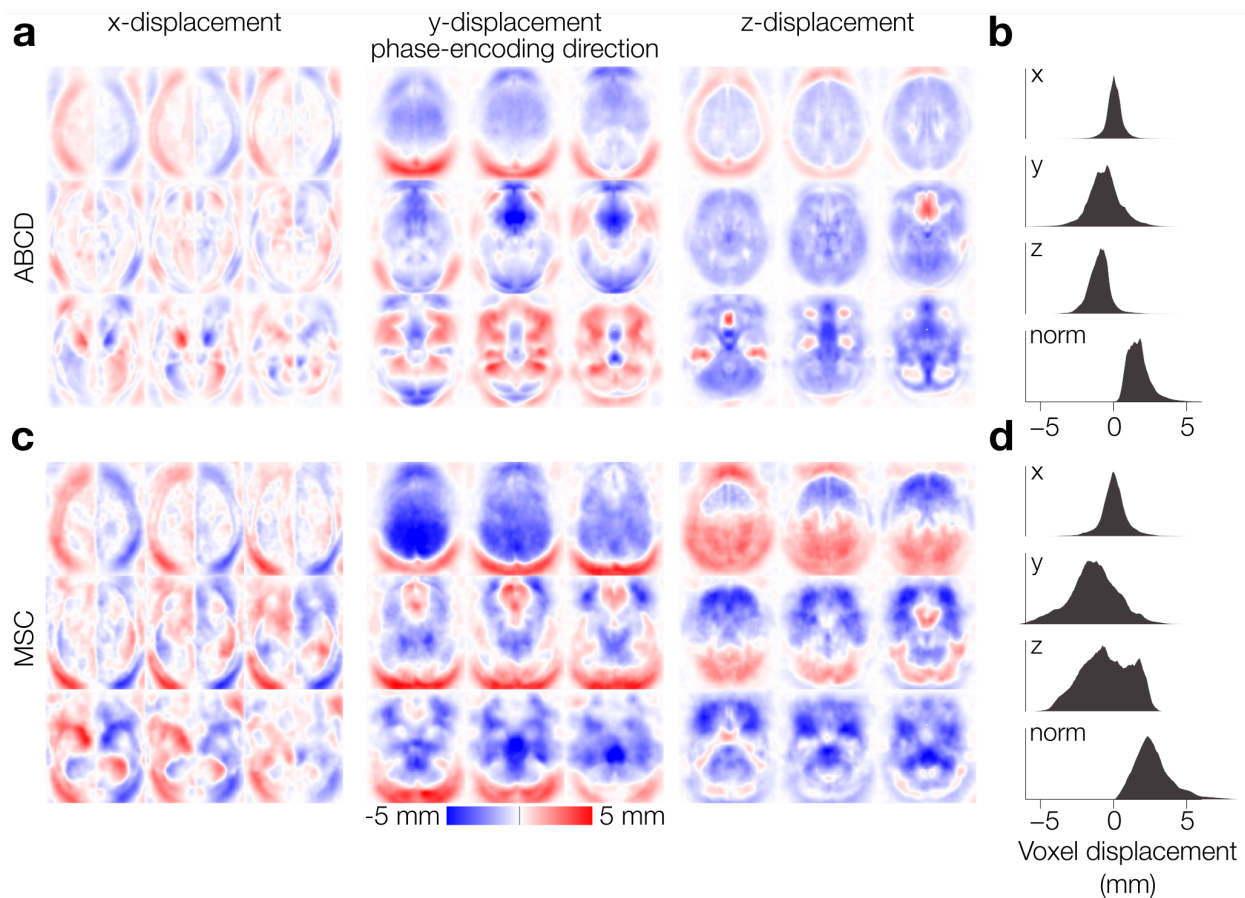 a
x-displacement
y-displacement
phase-encoding direction
z-displacement
b
ABCD
x
y
z
norm
−5 0 5
c
d
MSC
x
y
z
norm
−5 0 5
Voxel displacement
(mm)
-5 mm 5 mm